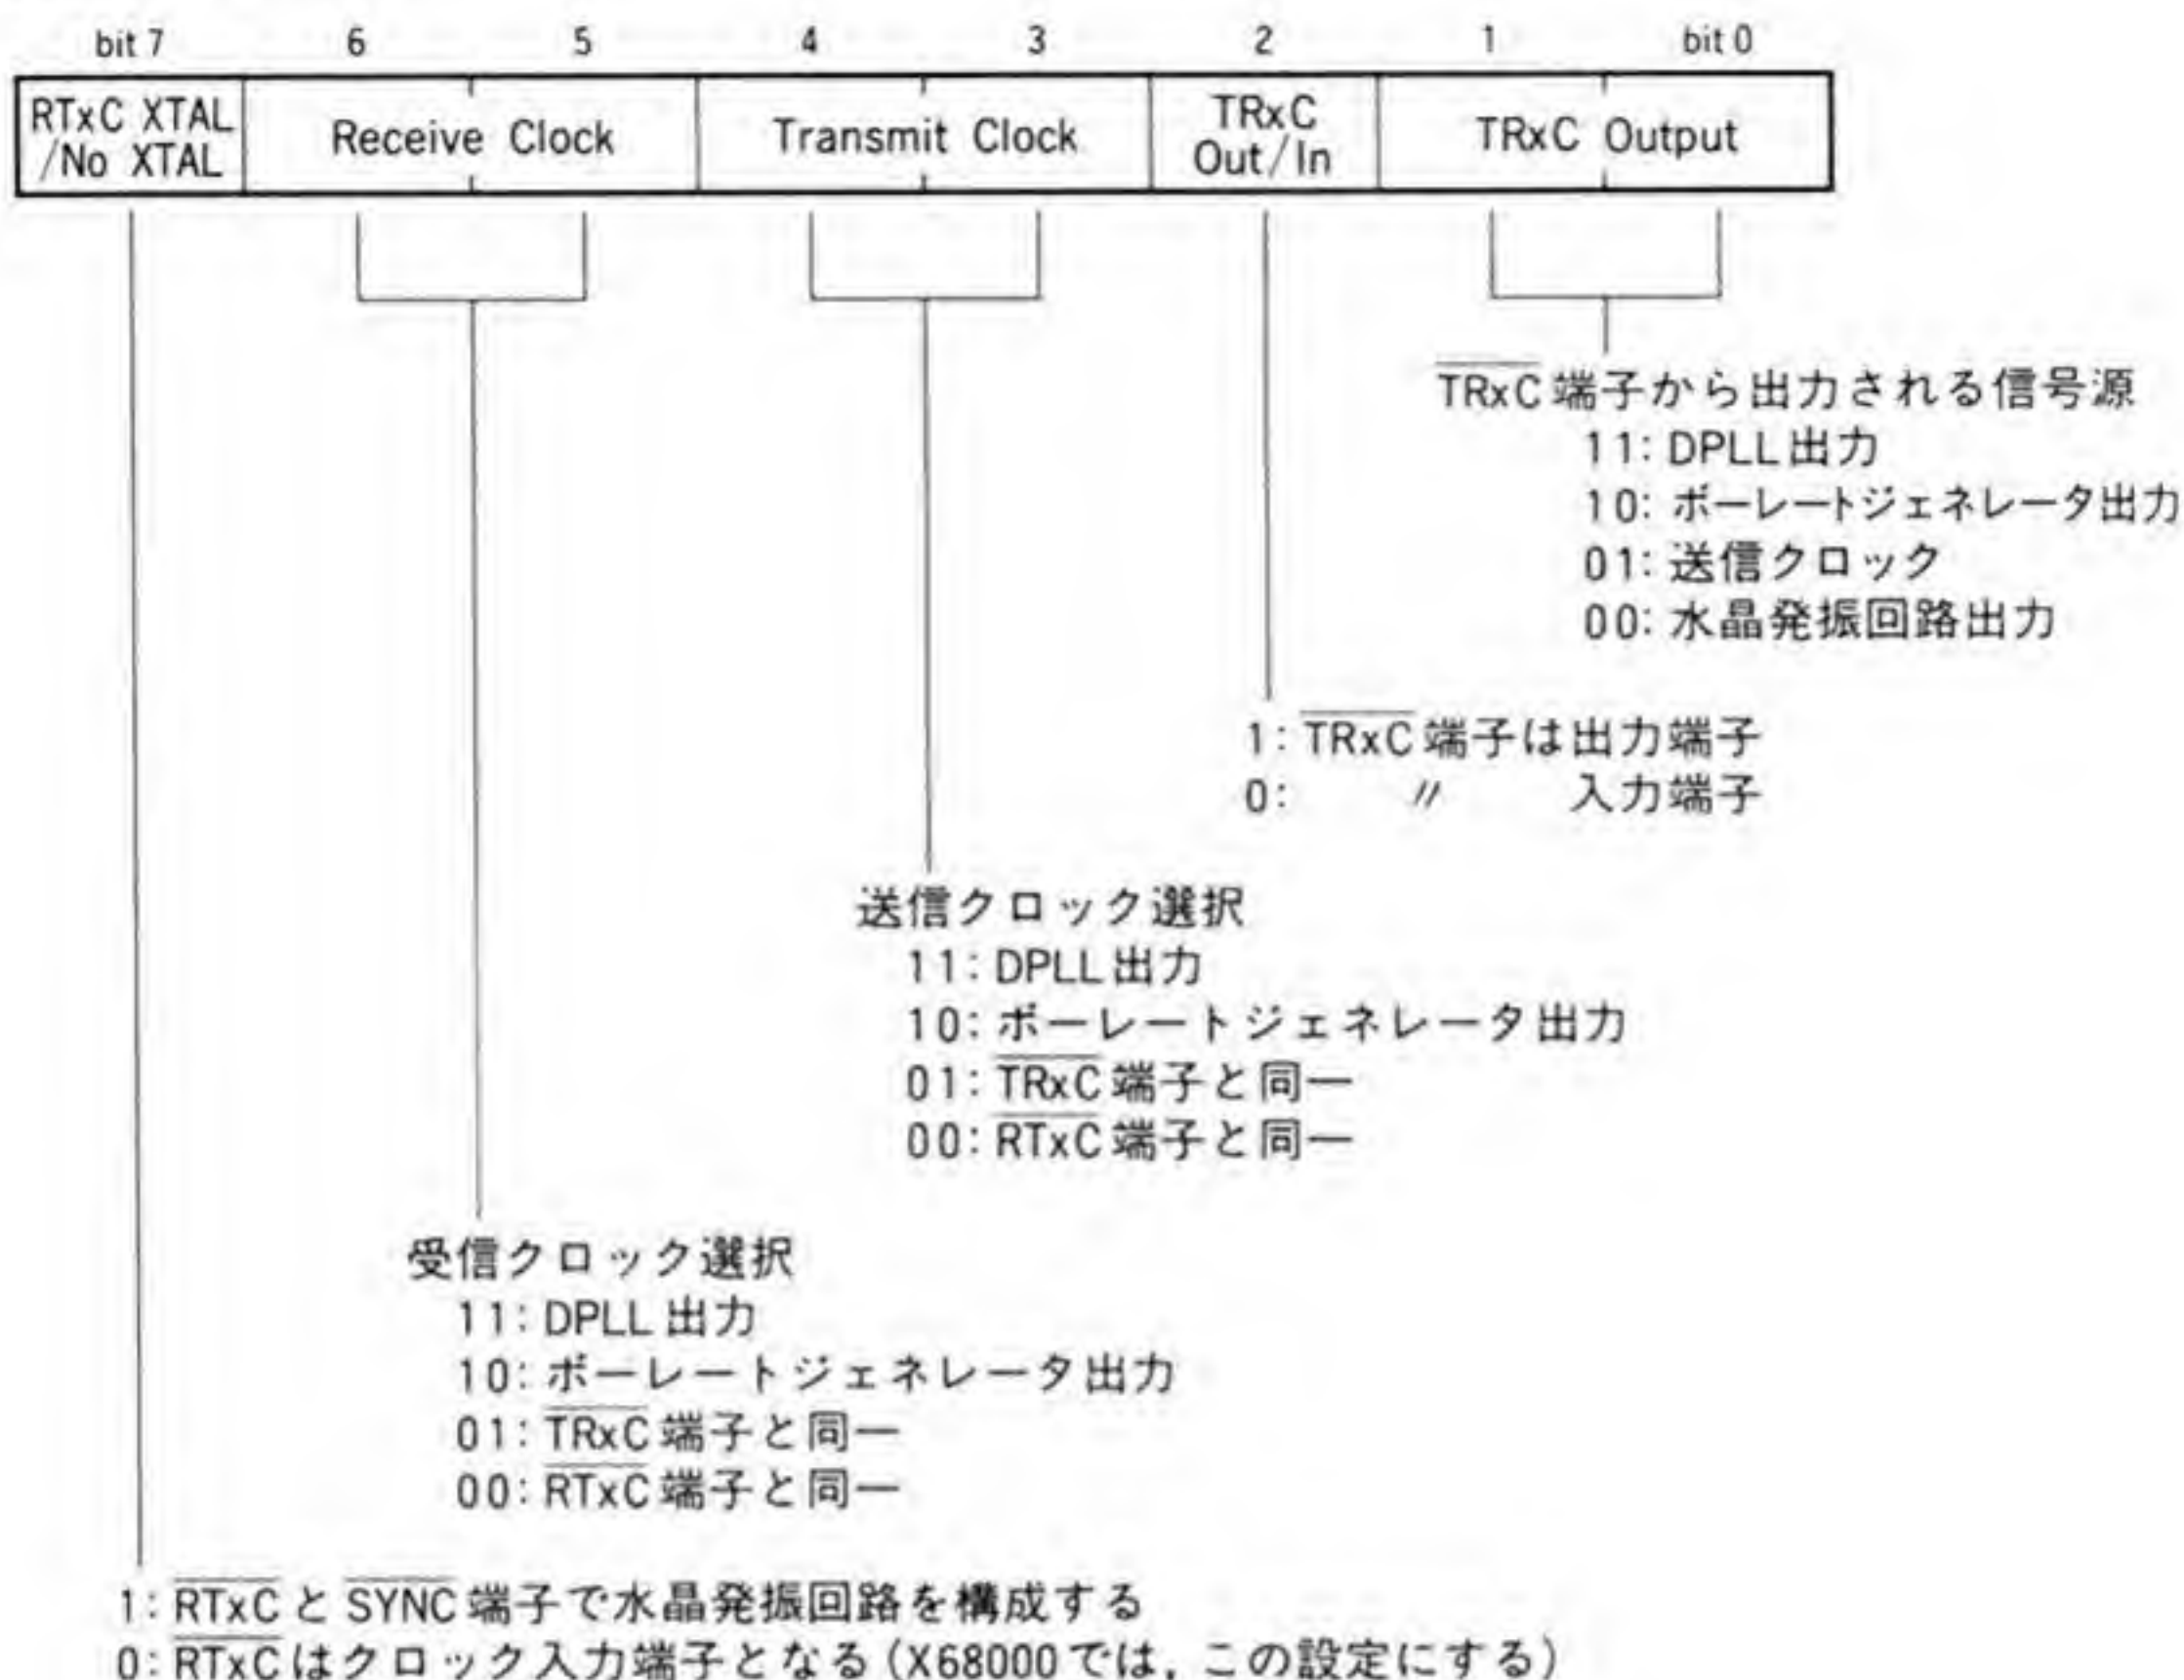 bit 7 6 5 4 3 2 1 bit 0
RTxC XTAL
/No XTAL
Receive Clock
Transmit Clock
TRxC
Out/In
TRxC Output
TRxC端子から出力される信号源
11: DPLL出力
10: ボーレートジェネレータ出力
01: 送信クロック
00: 水晶発振回路出力
1: TRxC端子は出力端子
0: 〃 入力端子
送信クロック選択
11: DPLL出力
10: ボーレートジェネレータ出力
01: TRxC端子と同一
00: RTxC端子と同一
受信クロック選択
11: DPLL出力
10: ボーレートジェネレータ出力
01: TRxC端子と同一
00: RTxC端子と同一
1: RTxCとSYNC端子で水晶発振回路を構成する
0: RTxCはクロック入力端子となる(X68000では,この設定にする)